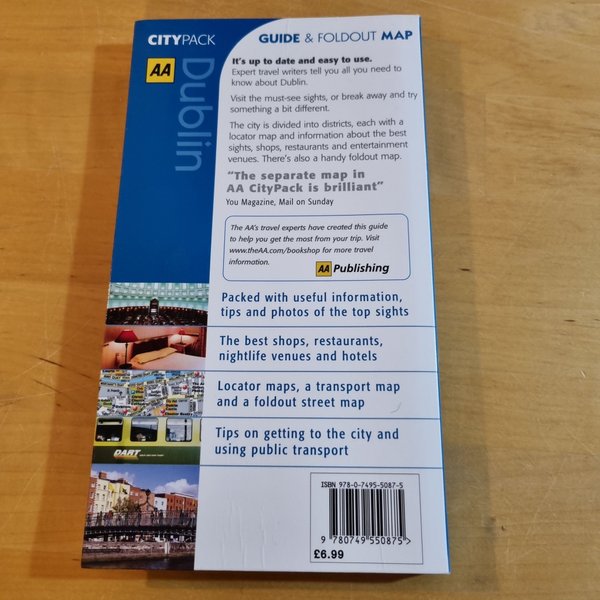 CITYPACK
GUIDE & FOLDOUT MAP
AA
Dublin
It's up to date and easy to use.
Expert travel writers tell you all you need to
know about Dublin.
Visit the must-see sights, or break away and try
something a bit different.
The city is divided into districts, each with a
locator map and information about the best
sights, shops, restaurants and entertainment
venues. There's also a handy foldout map.
"The separate map in
AA CityPack is brilliant"
You Magazine, Mail on Sunday
The AA's travel experts have created this guide
to help you get the most from your trip. Visit
www.theAA.com/bookshop for more travel
information.
AA Publishing
Packed with useful information,
tips and photos of the top sights
The best shops, restaurants,
nightlife venues and hotels
Locator maps, a transport map
and a foldout street map
Tips on getting to the city and
using public transport
DART
ISBN 978-0-7495-5087-5
9 780749 550875 >
£6.99